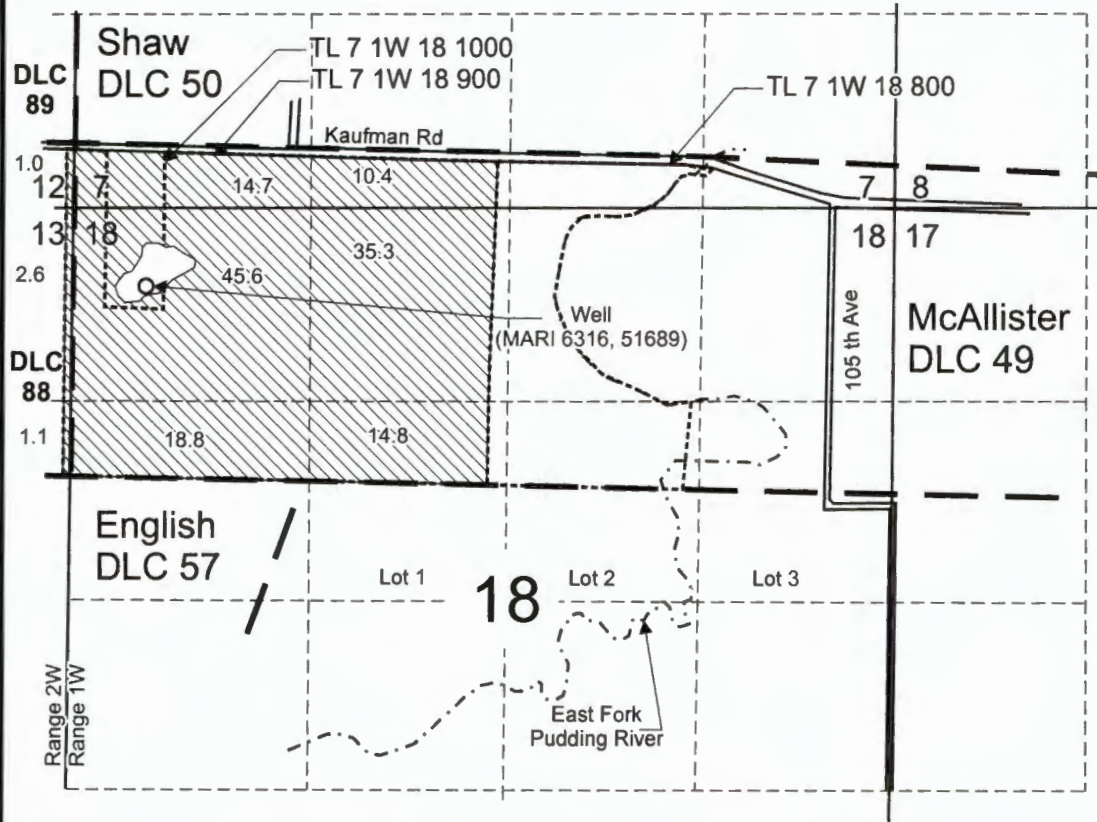 Shaw
DLC 50
TL 7 1W 18 1000
TL 7 1W 18 900
TL 7 1W 18 800
DLC
89
Kaufman Rd
1.0
14.7
10.4
12
7
7
8
13
18
18
17
2.6
45.6
35.3
Well
(MARI 6316, 51689)
105 th Ave
McAllister
DLC 49
DLC
88
1.1
18.8
14.8
English
DLC 57
Lot 1
18
Lot 2
Lot 3
East Fork
Pudding River
Range 2W
Range 1W